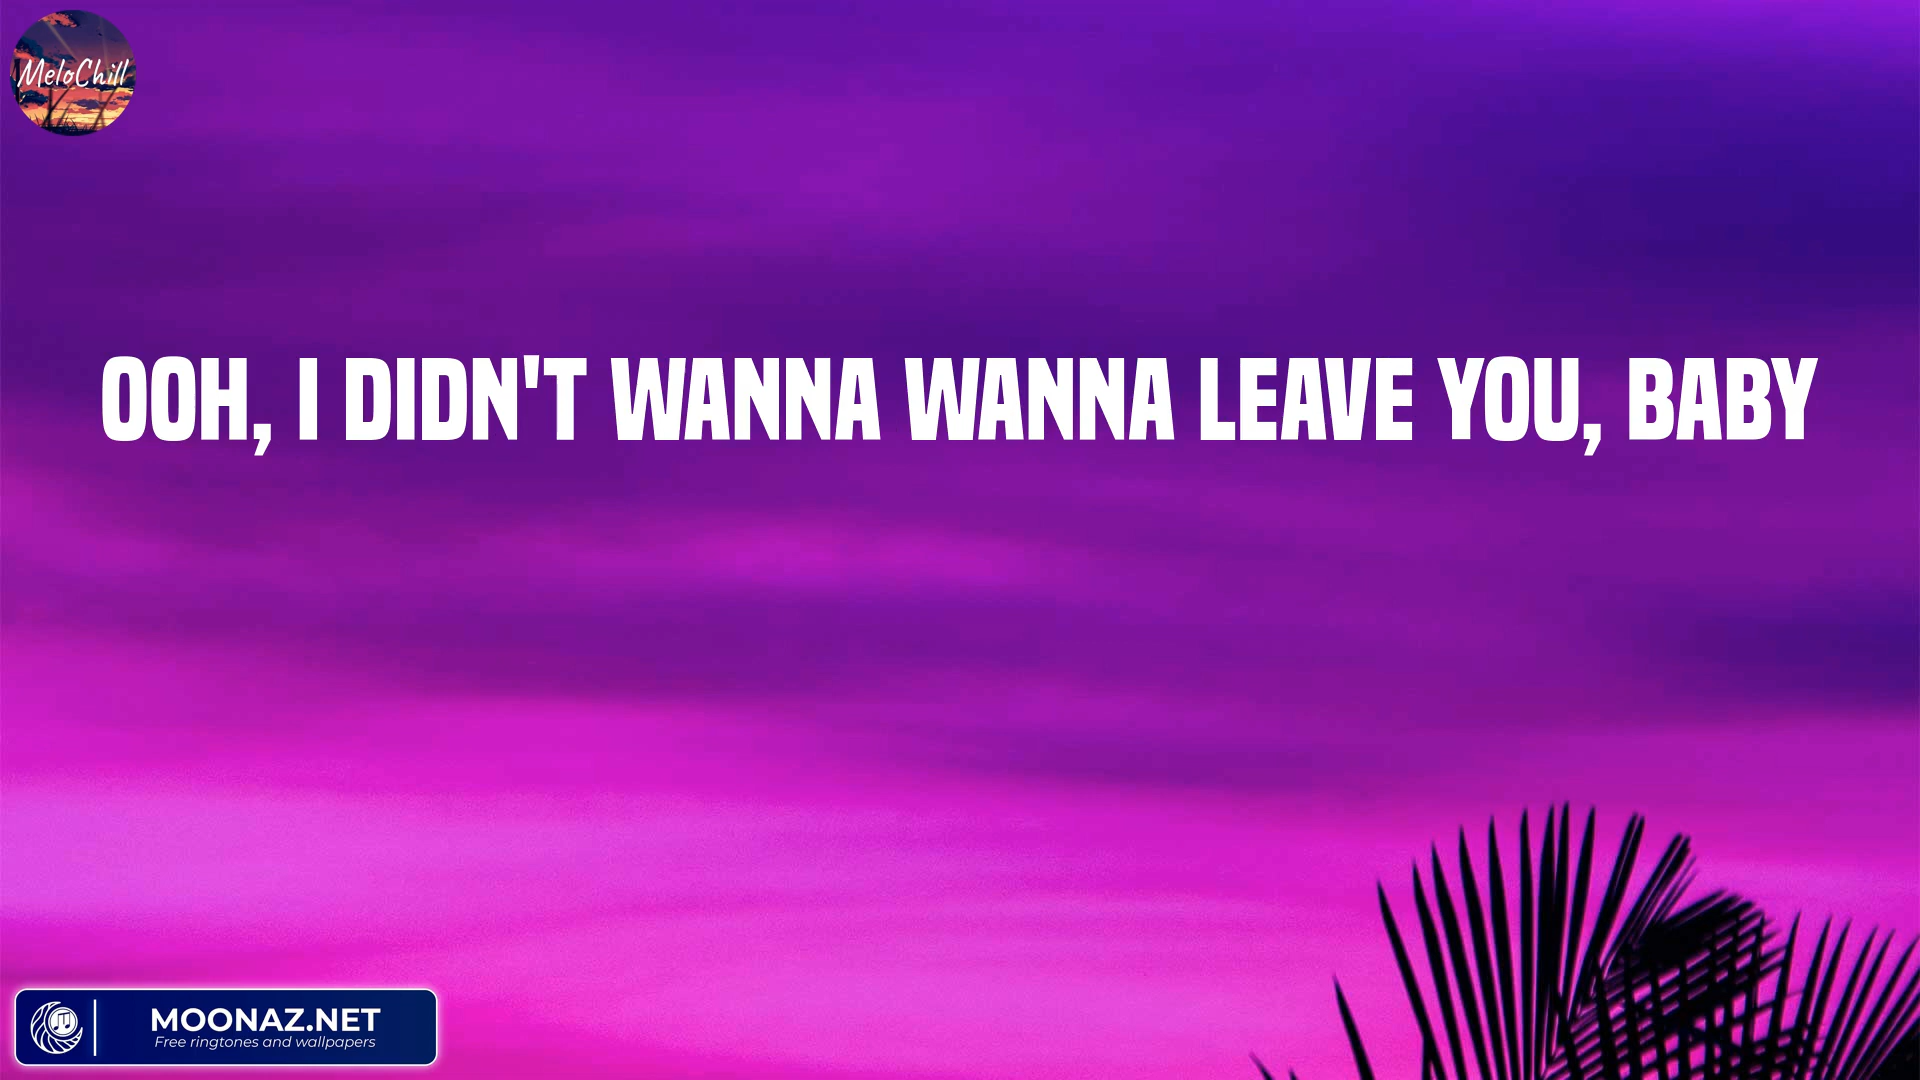 MeloChill
OOH, I DIDN'T WANNA WANNA LEAVE YOU, BABY
MOONAZ.NET
Free ringtones and wallpapers